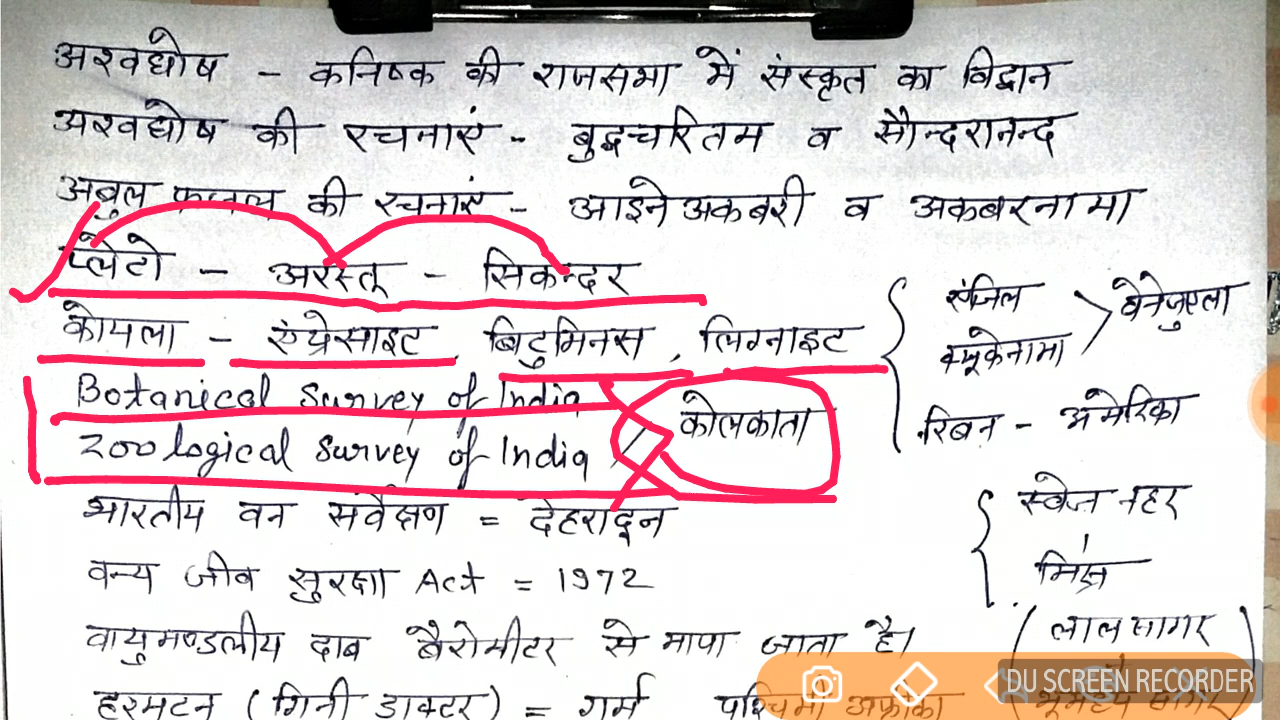 अश्वघोष - कनिष्क की राजसभा में संस्कृत का विद्वान
अश्वघोष की रचनाएं - बुद्धचरितम व सौन्दरानन्द
अबुल फजल की रचनाएं - आइने अकबरी व अकबरनामा
प्लेटो - अरस्तू - सिकन्दर
कोयला - एंथ्रेसाइट, बिटुमिनस, लिग्नाइट
Botanical Survey of India
Zoological Survey of India
कोलकाता
भारतीय वन सर्वेक्षण = देहरादून
वन्य जीव सुरक्षा Act = 1972
वायुमण्डलीय दाब बैरोमीटर से मापा जाता है।
हरमटन (गिनी डाक्टर) = गर्म पश्चिमी अफ्रीका
एंजिल
क्यूकेनामा
वेनेजुएला
रिबन - अमेरिका
स्वेज नहर
मिस्र
(लाल सागर
DU SCREEN RECORDER